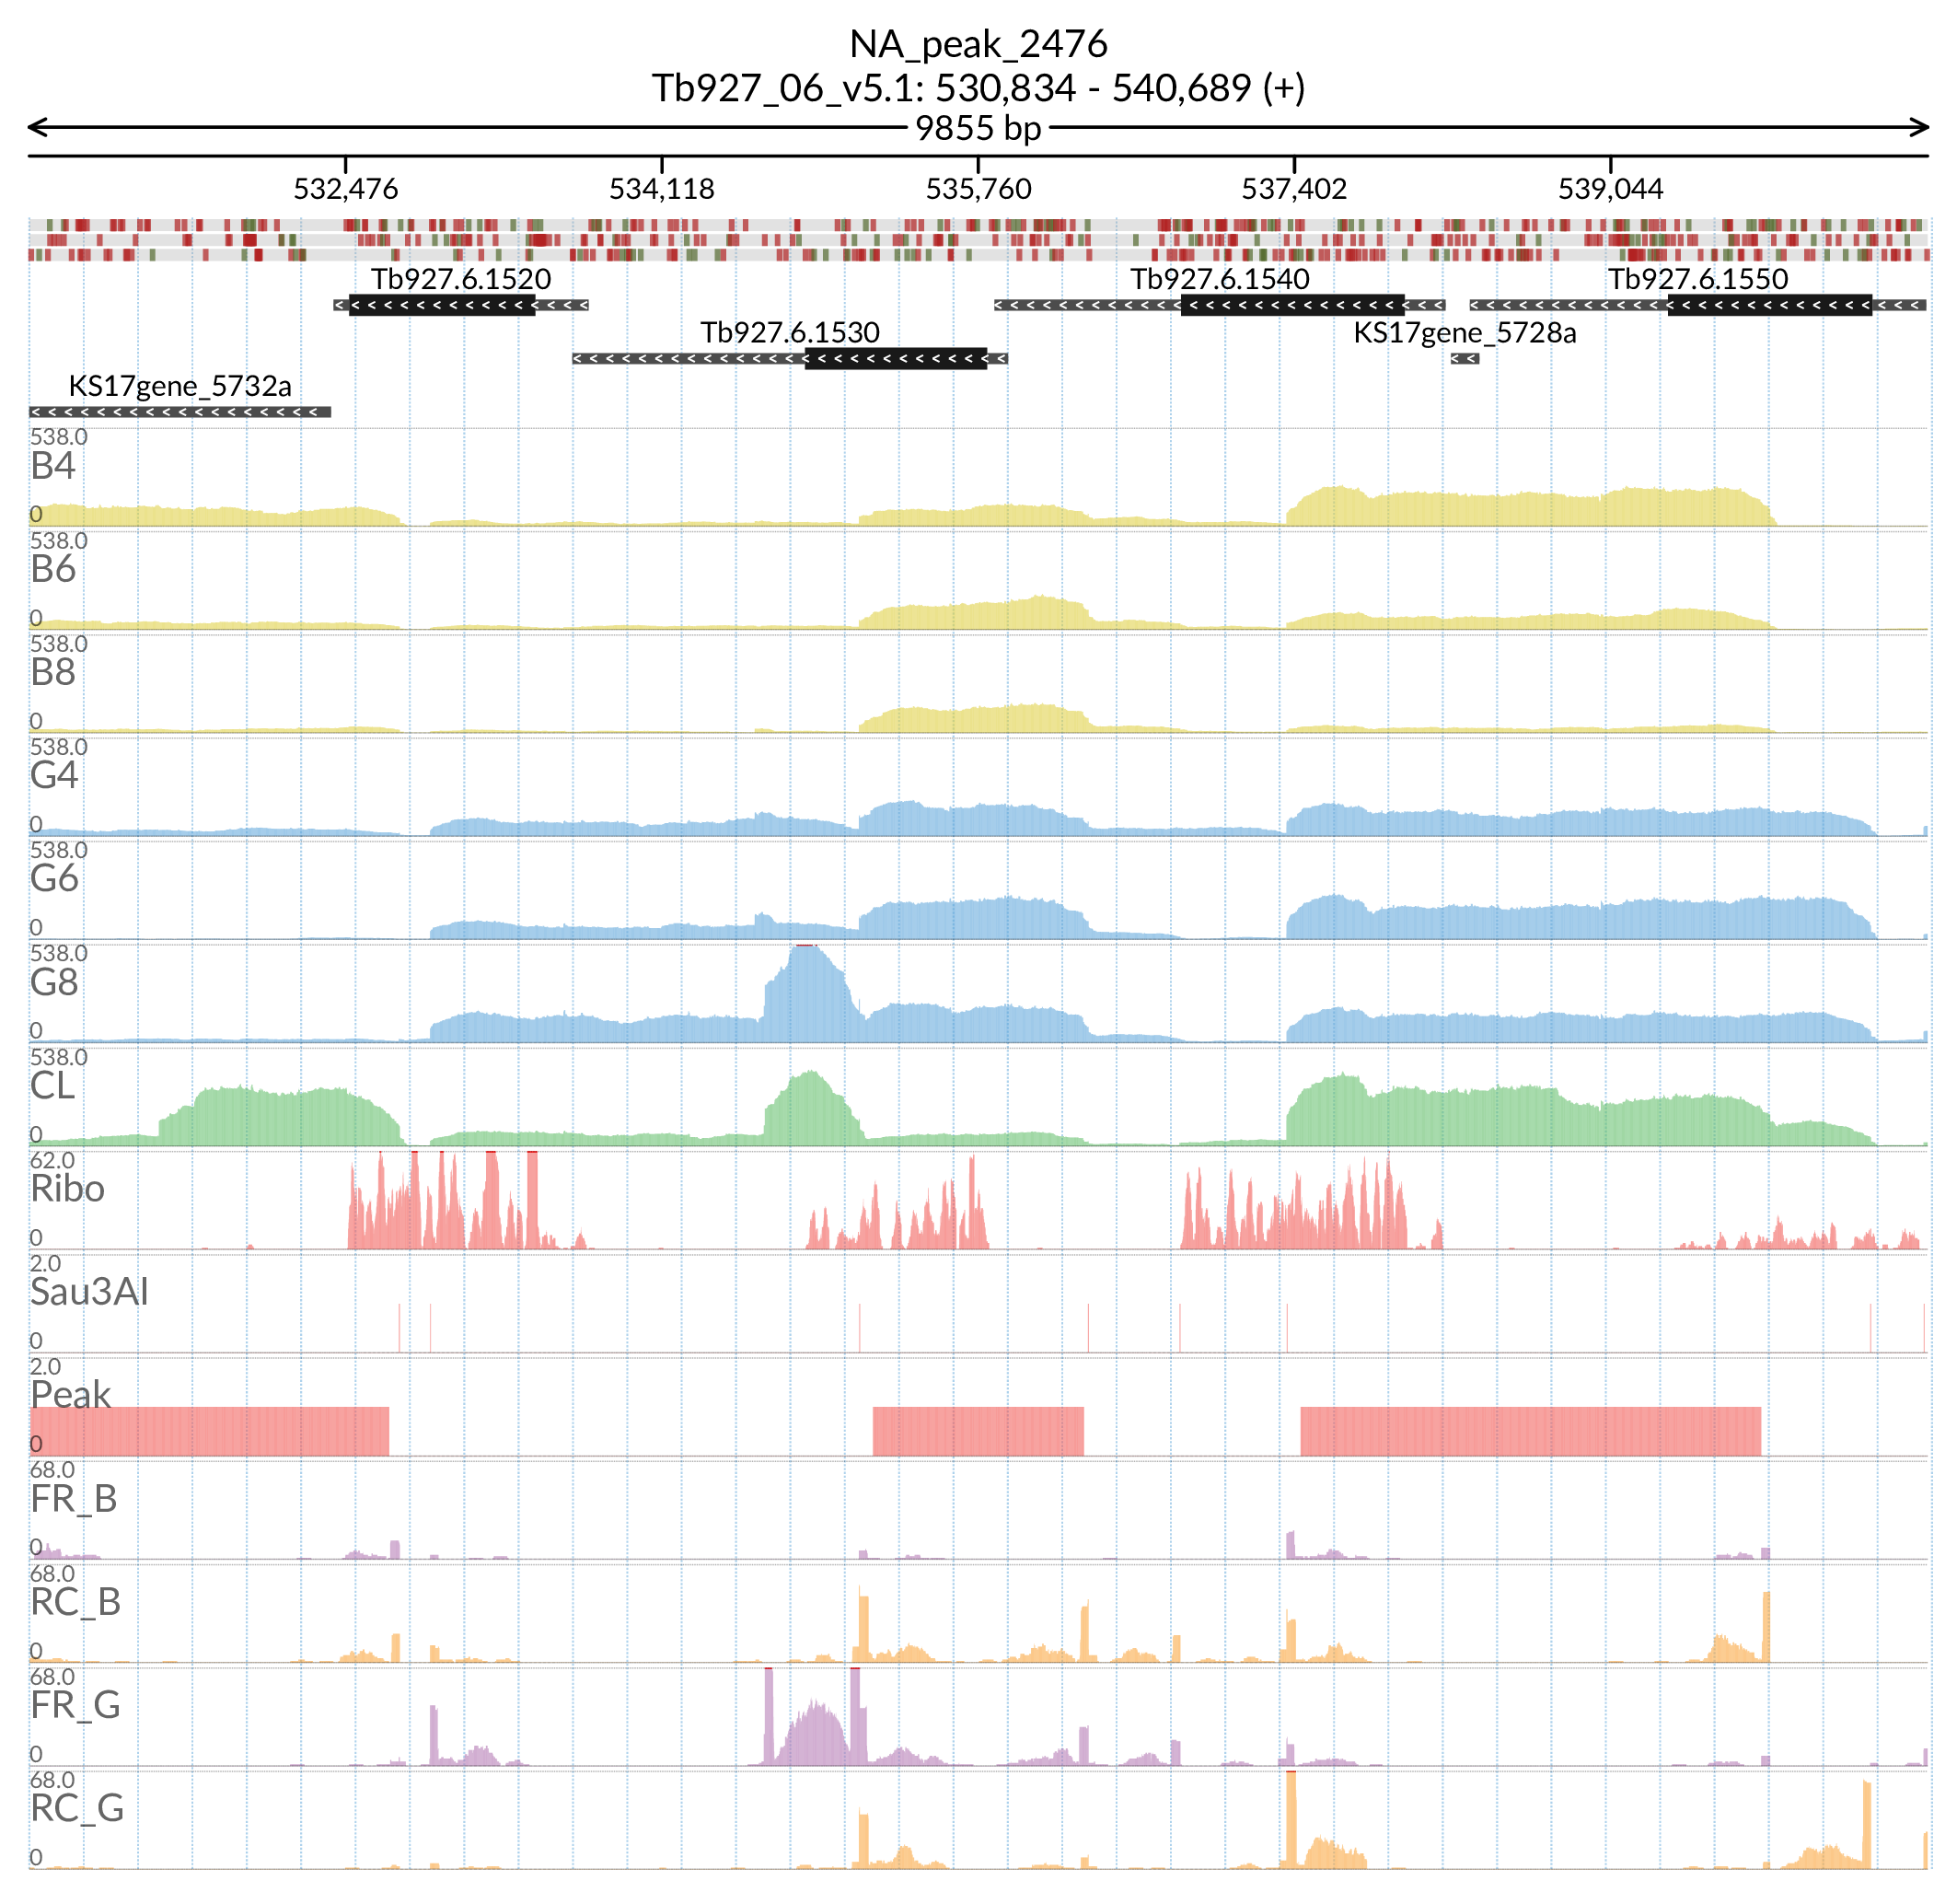 NA_peak_2476
Tb927_06_v5.1: 530,834 - 540,689 (+)
9855 bp
532,476 534,118 535,760 537,402 539,044
Tb927.6.1520 Tb927.6.1540 Tb927.6.1550
Tb927.6.1530 KS17gene_5728a
KS17gene_5732a
538.0
B4
0
538.0
B6
0
538.0
B8
0
538.0
G4
0
538.0
G6
0
538.0
G8
0
538.0
CL
0
62.0
Ribo
0
2.0
Sau3AI
0
2.0
Peak
0
68.0
FR_B
0
68.0
RC_B
0
68.0
FR_G
0
68.0
RC_G
0